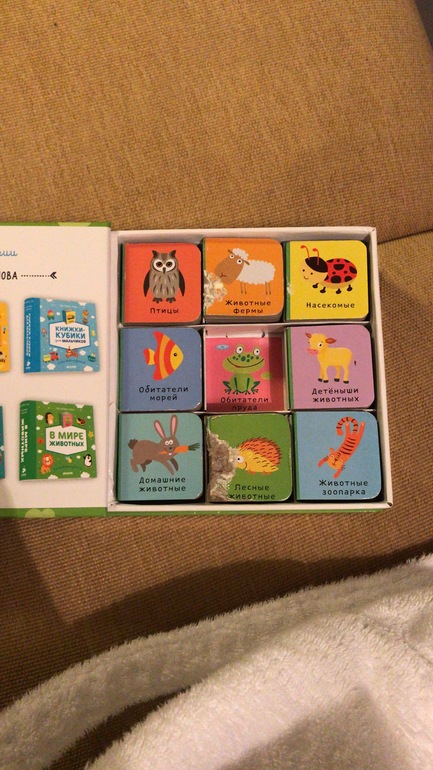 ОВА
КНИЖКИ-
КУБИКИ
для МАЛЬЧИКОВ
В МИРЕ
ЖИВОТНЫХ
Птицы
Животные
фермы
Насекомые
Обитатели
морей
Обитатели
пруда
Детёныши
животных
Домашние
животные
Лесные
животные
Животные
зоопарка